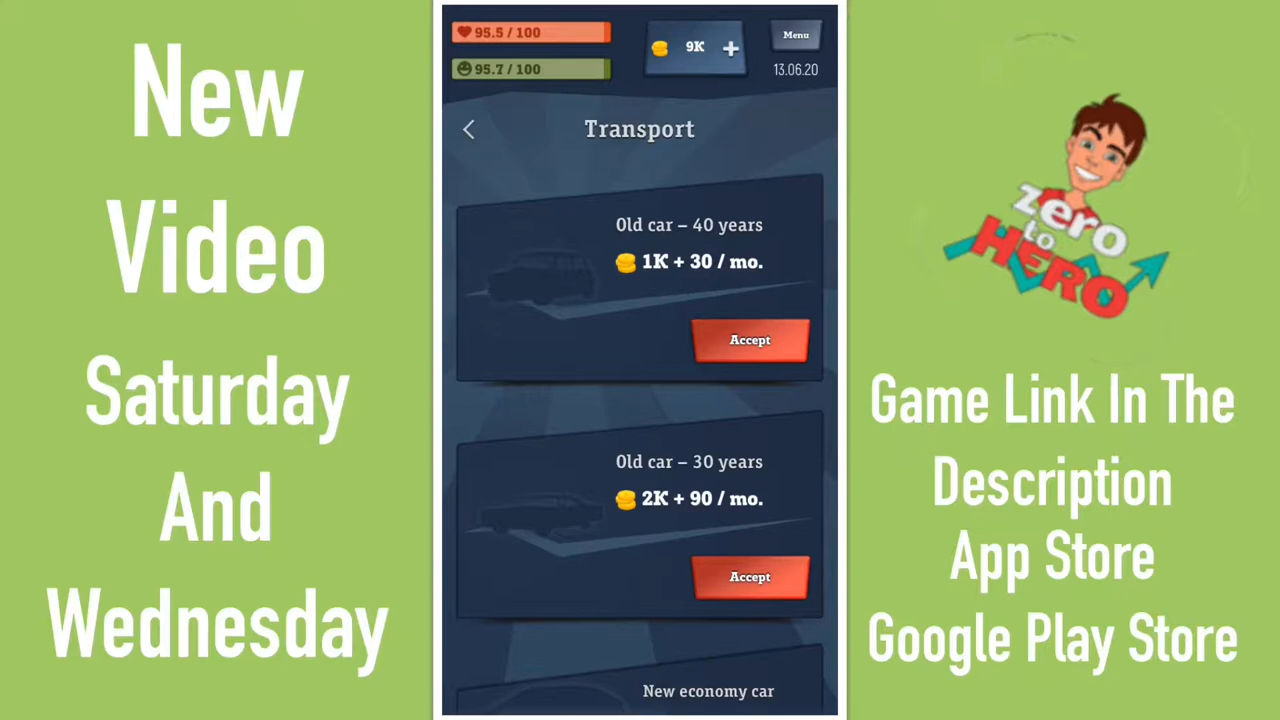 New
Video
Saturday
And
Wednesday
95.5 / 100
95.7 / 100
9K
Menu
13.06.20
Transport
Old car – 40 years
1K + 30 / mo.
Accept
Old car – 30 years
2K + 90 / mo.
Accept
New economy car
zero
to
HERO
Game Link In The
Description
App Store
Google Play Store